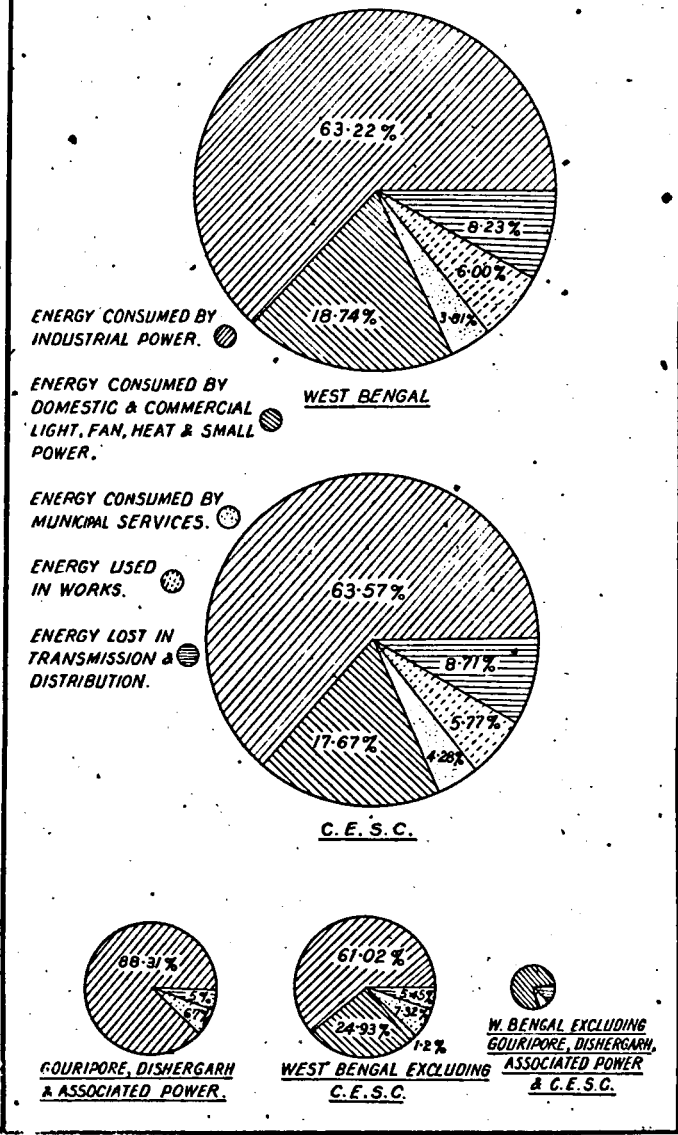 63·22%
8·23%
6·00%
3·81%
18·74%
ENERGY CONSUMED BY
INDUSTRIAL POWER.
ENERGY CONSUMED BY
DOMESTIC & COMMERCIAL
LIGHT, FAN, HEAT & SMALL
POWER.
WEST BENGAL
ENERGY CONSUMED BY
MUNICIPAL SERVICES.
ENERGY USED
IN WORKS.
ENERGY LOST IN
TRANSMISSION &
DISTRIBUTION.
63·57%
8·71%
5·77%
4·28%
17·67%
C. E. S. C.
88·31%
GOURIPORE, DISHERGARH
& ASSOCIATED POWER.
61·02%
5·45%
7·32%
1·2%
24·93%
WEST BENGAL EXCLUDING
C.E.S.C.
W. BENGAL EXCLUDING
GOURIPORE, DISHERGARH,
ASSOCIATED POWER
& C.E.S.C.